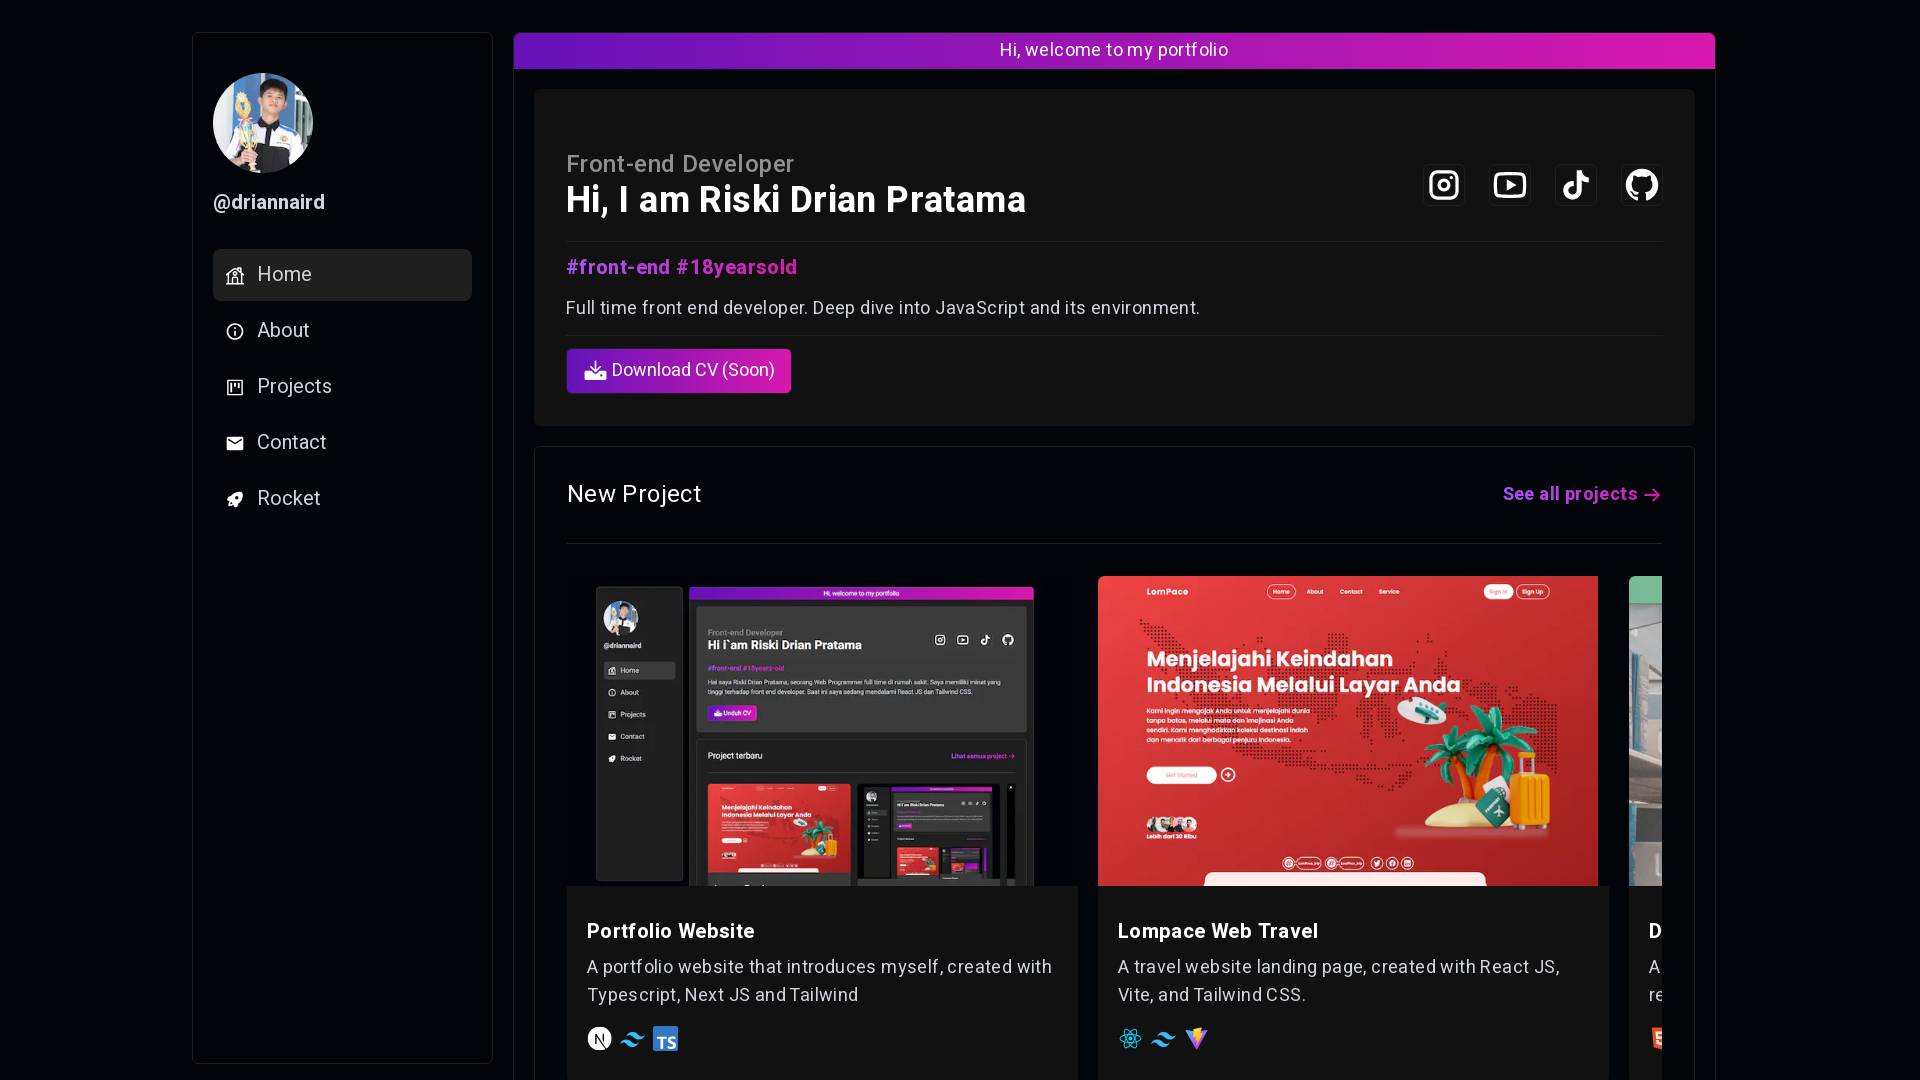 @driannaird
Home
About
Projects
Contact
Rocket
Hi, welcome to my portfolio
Front-end Developer
Hi, I am Riski Drian Pratama
#front-end #18yearsold
Full time front end developer. Deep dive into JavaScript and its environment.
Download CV (Soon)
New Project
See all projects →
Hi, welcome to my portfolio
@driannaird
Home
About
Projects
Contact
Rocket
Front-end Developer
Hi I`am Riski Drian Pratama
#front-end #18years-old
Hai saya Riski Drian Pratama, seorang Web Programmer full time di rumah sakit. Saya memiliki minat yang
tinggi terhadap front end developer. Saat ini saya sedang mendalami React JS dan Tailwind CSS.
Unduh CV
Project terbaru
Lihat semua project →
Menjelajahi Keindahan
Indonesia Melalui Layar Anda
LomPace
Home
About
Contact
Service
Sign In
Sign Up
Menjelajahi Keindahan
Indonesia Melalui Layar Anda
Kami ingin mengajak Anda untuk menjelajahi dunia
tanpa batas, melalui mata dan imajinasi Anda
sendiri. Kami menghadirkan koleksi destinasi indah
dan menarik dari berbagai penjuru Indonesia.
Get Started
Lebih dari 30 Ribu
Portfolio Website
A portfolio website that introduces myself, created with
Typescript, Next JS and Tailwind
N
TS
Lompace Web Travel
A travel website landing page, created with React JS,
Vite, and Tailwind CSS.
D
A
re
5